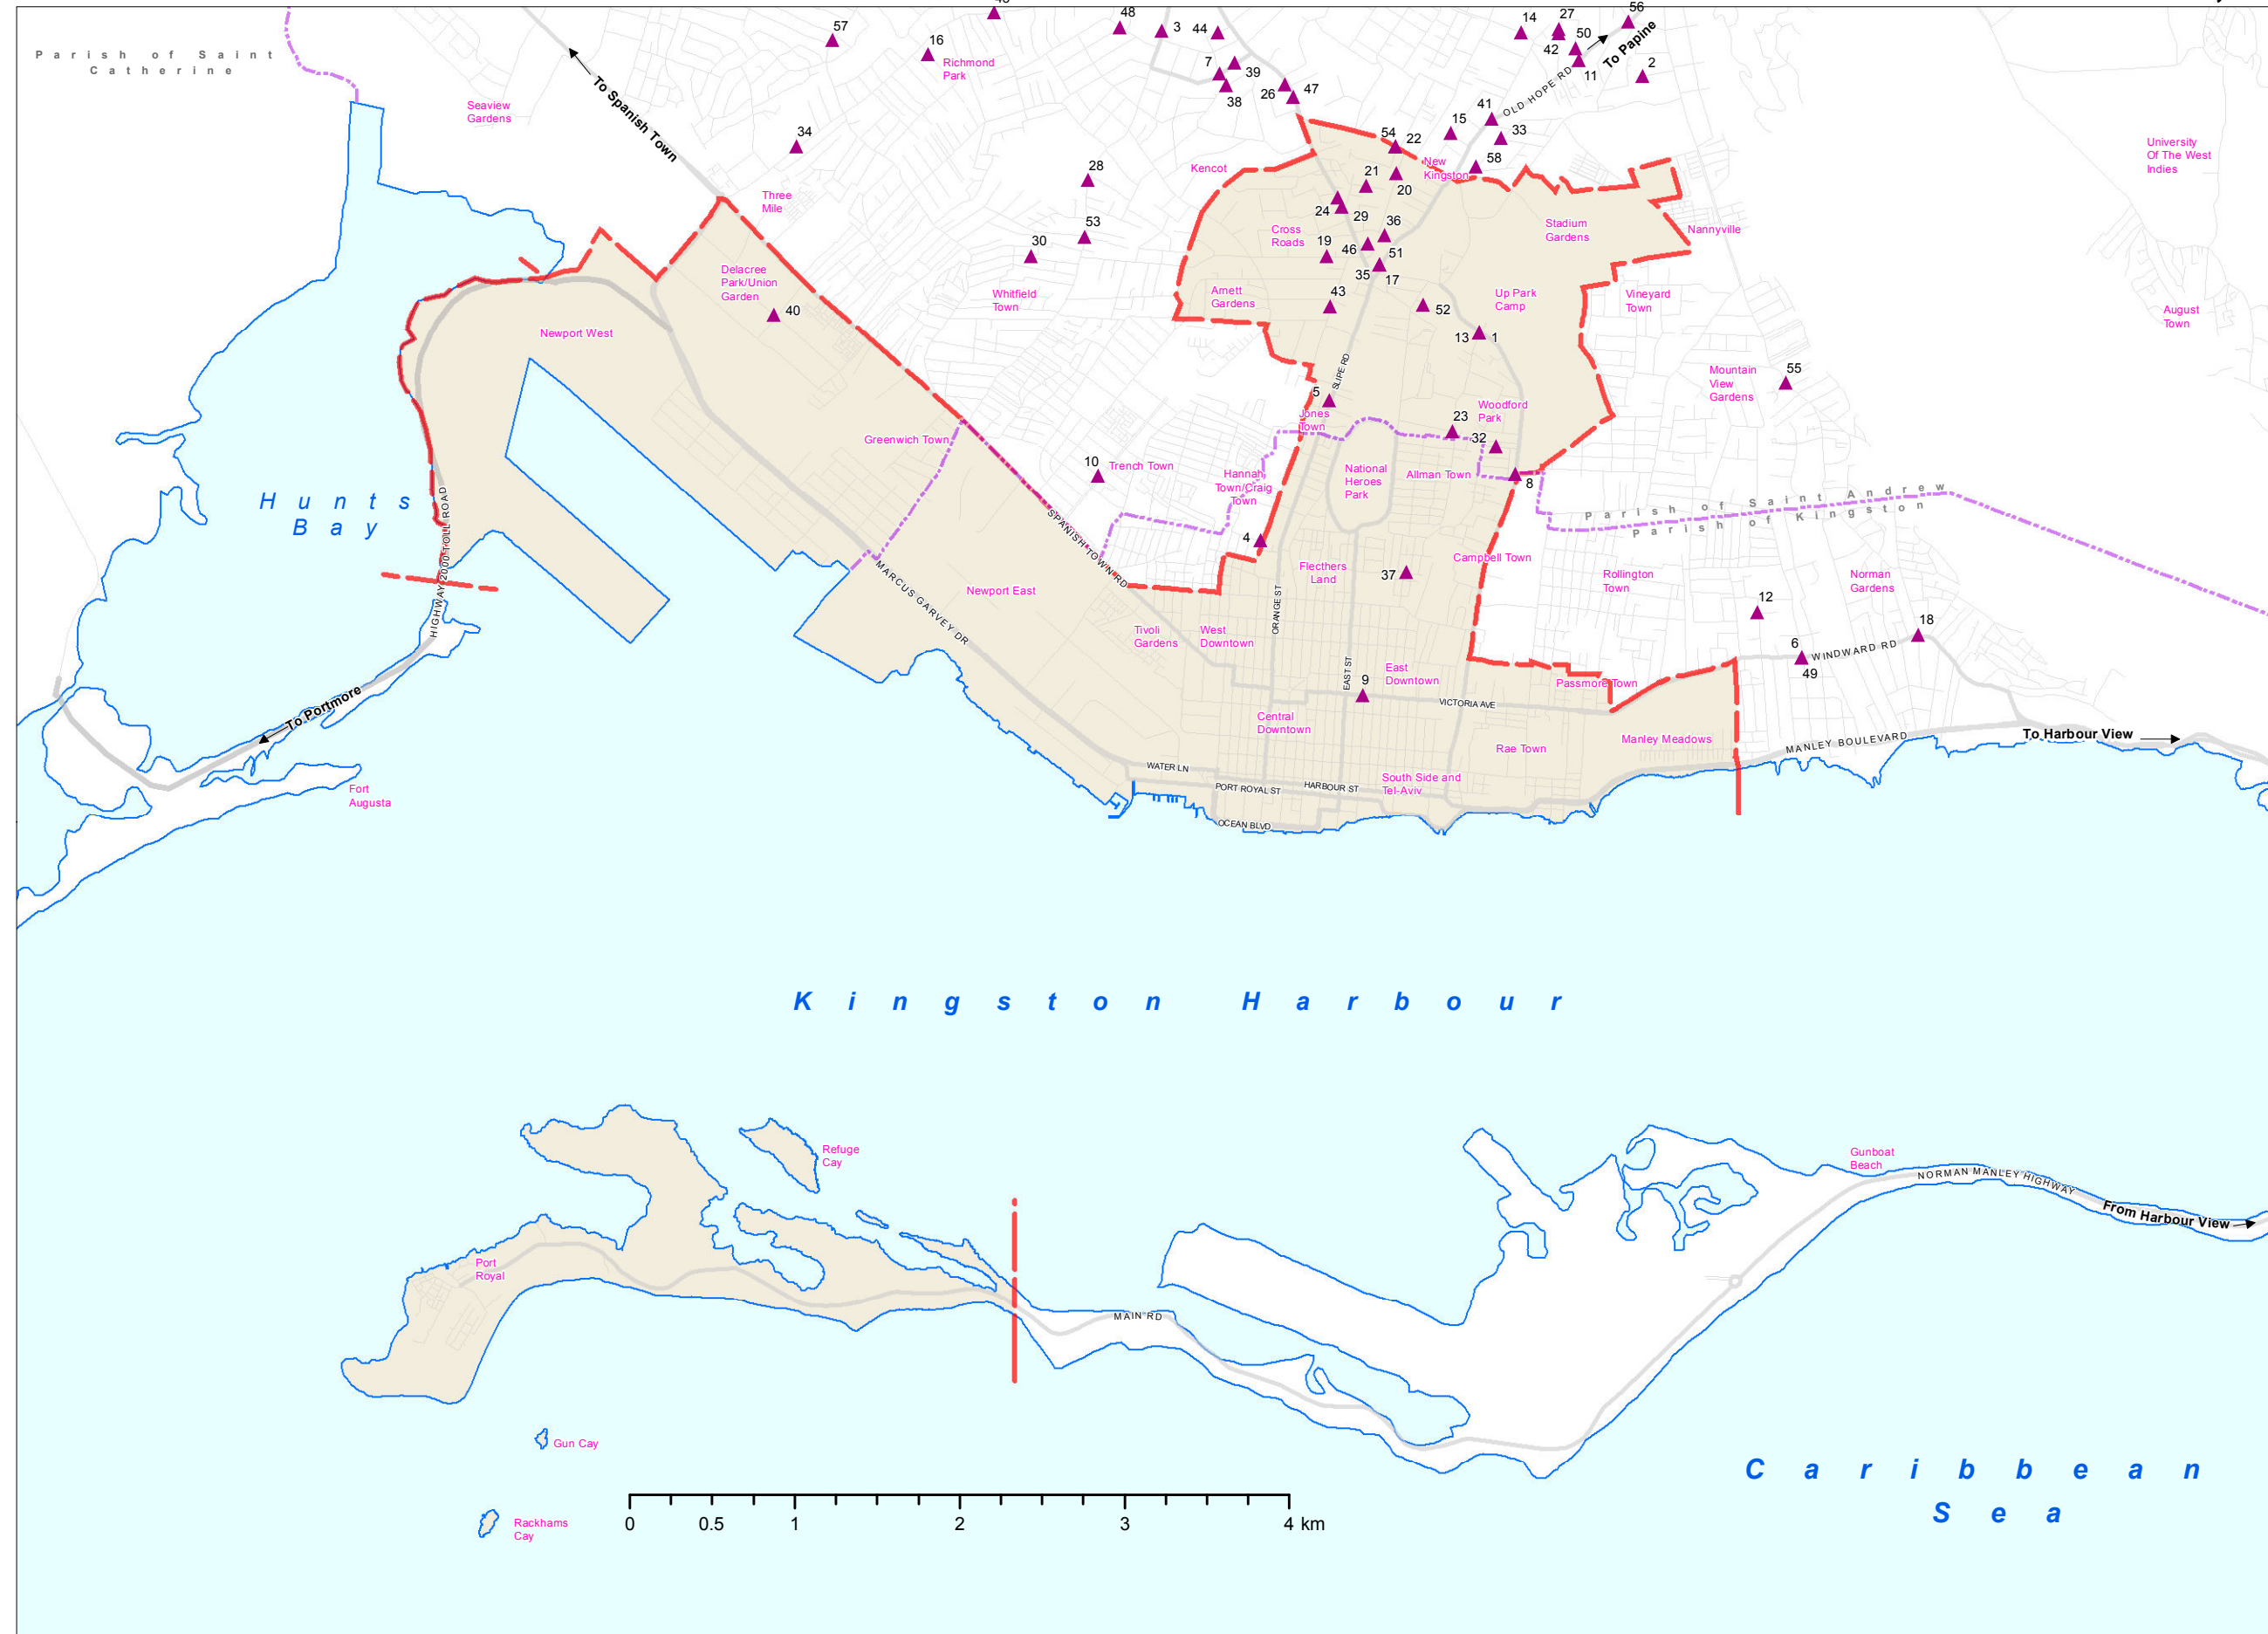 56
27
14
48
3
44
57
50
16
42
To Papine
Parish of Saint
Catherine
Richmond
Park
7
39
11
2
To Spanish Town
38
26
47
OLD HOPE RD
Seaview
Gardens
41
15
33
34
54
22
University
Of The West
Indies
Kencot
New
Kingston
58
28
21
20
Three
Mile
24
29
36
53
Cross
Roads
Stadium
Gardens
Nannyville
30
19
46
51
Delacree
Park/Union
Garden
35
17
40
Whitfield
Town
Amett
Gardens
43
52
Up Park
Camp
Vineyard
Town
August
Town
Newport West
13
1
SLIPE RD
Mountain
View
Gardens
55
5
Jones
Town
23
Woodford
Park
32
Greenwich Town
10
Trench Town
Hannah
Town/Craig
Town
National
Heroes
Park
Allman Town
8
Hunts
Bay
Parish of Saint Andrew
Parish of Kingston
HIGHWAY 2000 TOLL ROAD
SPANISH TOWN RD
4
Flecthers
Land
37
Campbell Town
Rollington
Town
Norman
Gardens
MARCUS GARVEY DR
Newport East
ORANGE ST
12
Tivoli
Gardens
West
Downtown
18
6
WINDWARD RD
49
EAST ST
East
Downtown
9
Passmore Town
VICTORIA AVE
To Portmore
Central
Downtown
Rae Town
Manley Meadows
MANLEY BOULEVARD
To Harbour View
WATER LN
PORT ROYAL ST
HARBOUR ST
South Side and
Tel-Aviv
Fort
Augusta
OCEAN BLVD
Kingston Harbour
Refuge
Cay
Gunboat
Beach
NORMAN MANLEY HIGHWAY
From Harbour View
Port
Royal
MAIN RD
Gun Cay
Caribbean
Sea
Rackhams
Cay
0
0.5
1
2
3
4 km